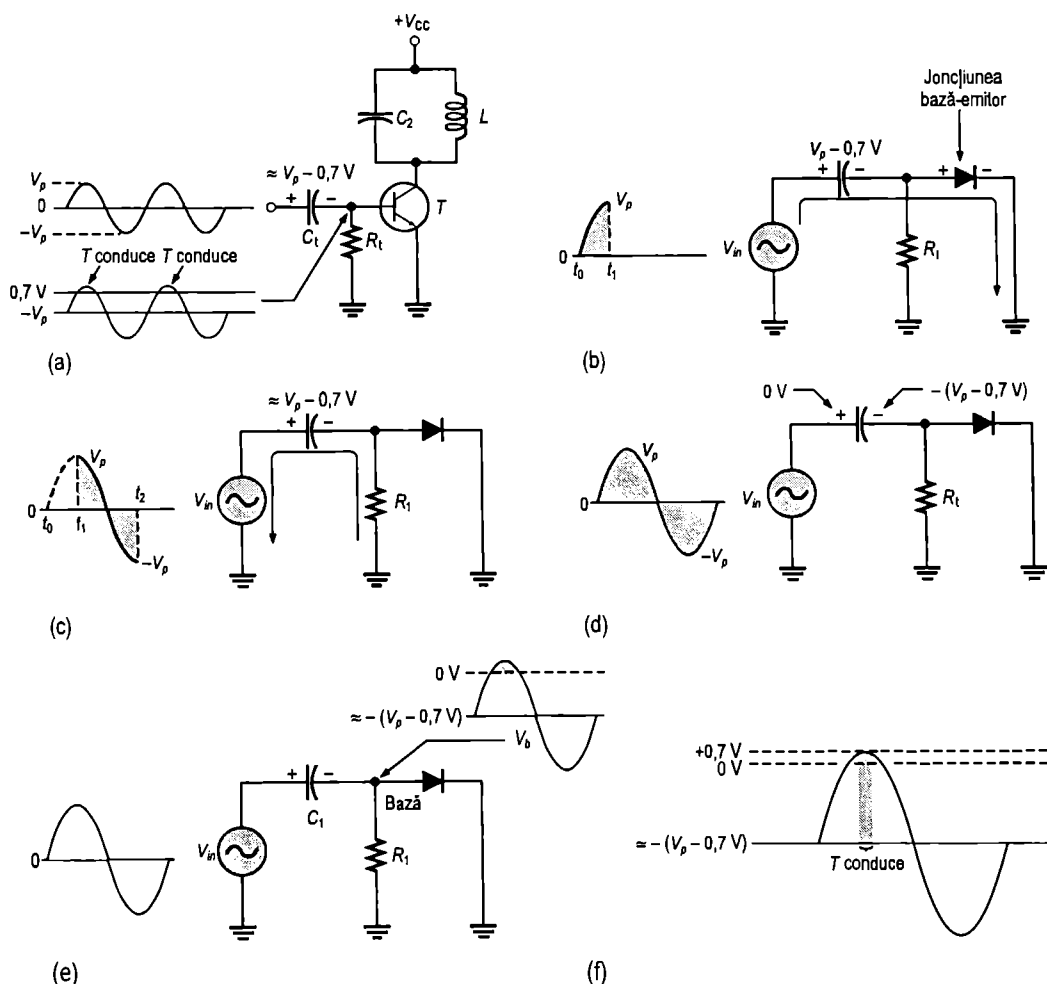 +V_CC
C_2
L
≈ V_p – 0,7 V
V_p
0
–V_p
+ –
T
C_t
R_t
T conduce T conduce
0,7 V
–V_p
(a)
Joncțiunea
bază-emitor
V_p – 0,7 V
+ – + –
V_p
0
t_0 t_1
V_in
R_1
(b)
≈ V_p – 0,7 V
+ –
V_p
t_2
0
t_0 t_1
V_in
R_1
–V_p
(c)
0 V – (V_p – 0,7 V)
+ –
V_p
0
V_in
R_t
–V_p
(d)
0 V
≈ – (V_p – 0,7 V)
V_b
+ –
C_1
Bază
0
V_in
R_1
(e)
+0,7 V
0 V
≃ – (V_p – 0,7 V)
T conduce
(f)